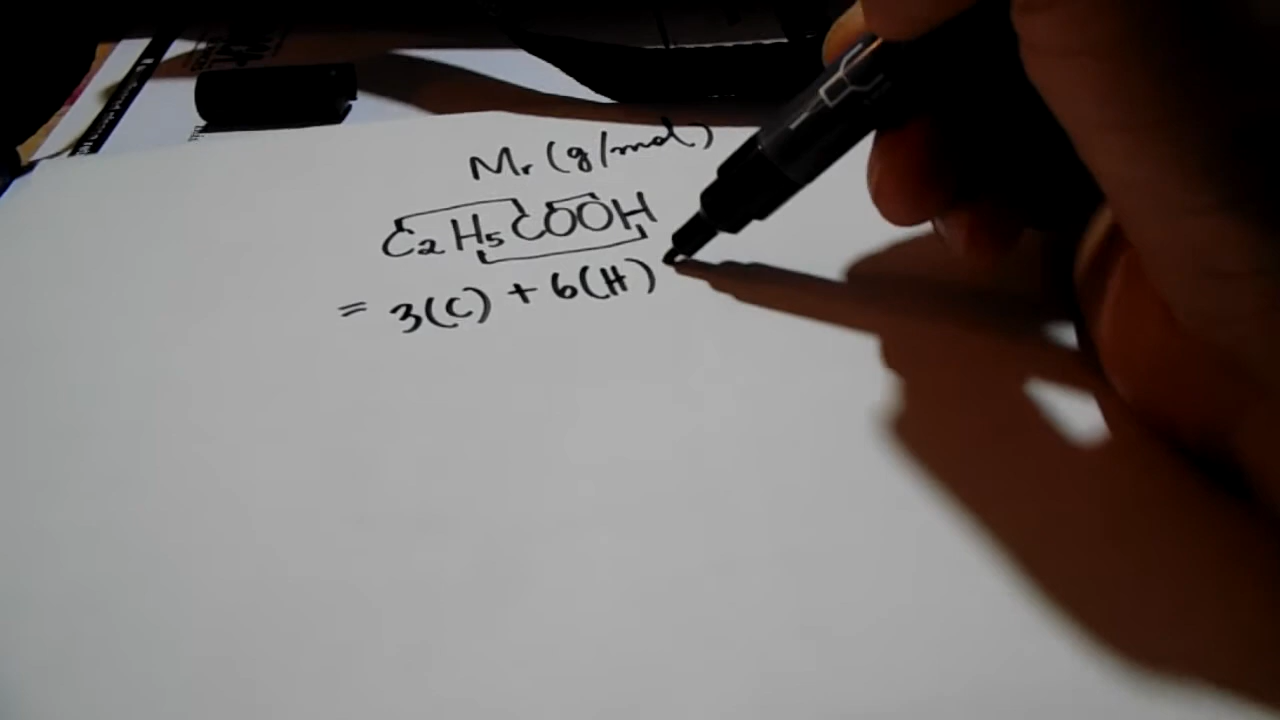 Mr (g/mol)
C₂H₅COOH
= 3(C) + 6(H)